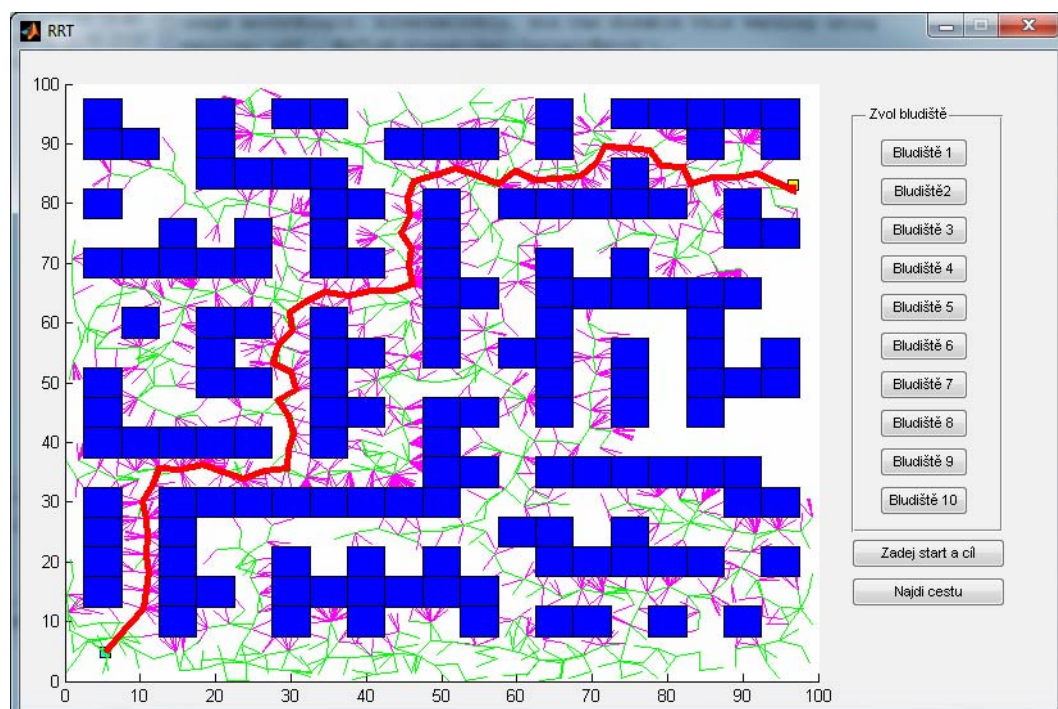 RRT
100
90
80
70
60
50
40
30
20
10
0
0 10 20 30 40 50 60 70 80 90 100
Zvol bludiště
Bludiště 1
Bludiště2
Bludiště 3
Bludiště 4
Bludiště 5
Bludiště 6
Bludiště 7
Bludiště 8
Bludiště 9
Bludiště 10
Zadej start a cíl
Najdi cestu